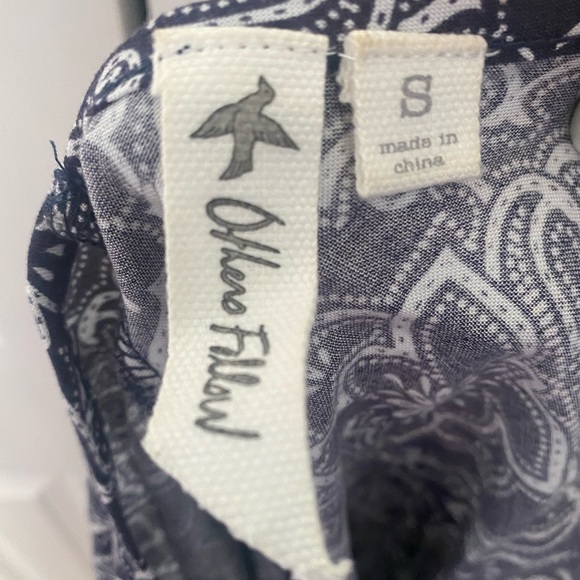 Others Follow
S
made in
china